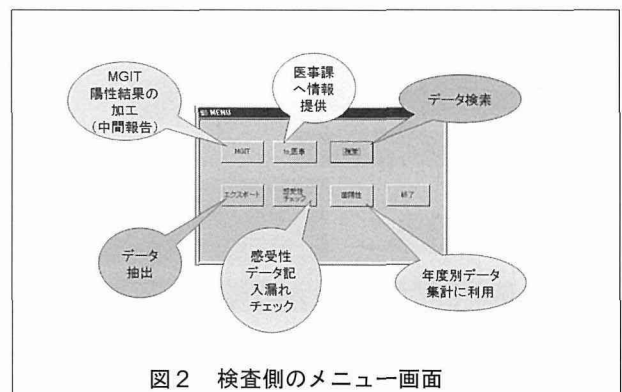 MGIT
陽性結果の
加工
(中間報告)
医事課
へ情報
提供
データ検索
MENU
MGIT
to.医事
検索
エクスポート
感受性
チェック
菌陽性
終了
データ
抽出
感受性
データ記
入漏れ
チェック
年度別データ
集計に利用
図2 検査側のメニュー画面